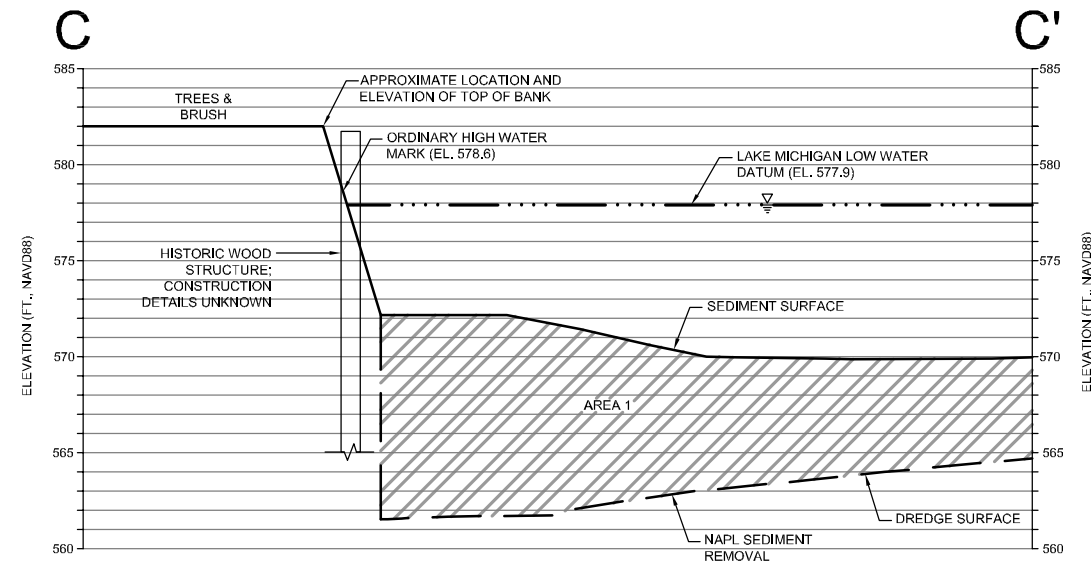 C
C'
585
585
TREES &
BRUSH
APPROXIMATE LOCATION AND
ELEVATION OF TOP OF BANK
ORDINARY HIGH WATER
MARK (EL. 578.6)
LAKE MICHIGAN LOW WATER
DATUM (EL. 577.9)
580
580
HISTORIC WOOD
STRUCTURE;
CONSTRUCTION
DETAILS UNKNOWN
575
575
ELEVATION (FT., NAVD88)
ELEVATION (FT., NAVD88)
SEDIMENT SURFACE
570
570
AREA 1
565
565
DREDGE SURFACE
NAPL SEDIMENT
REMOVAL
560
560